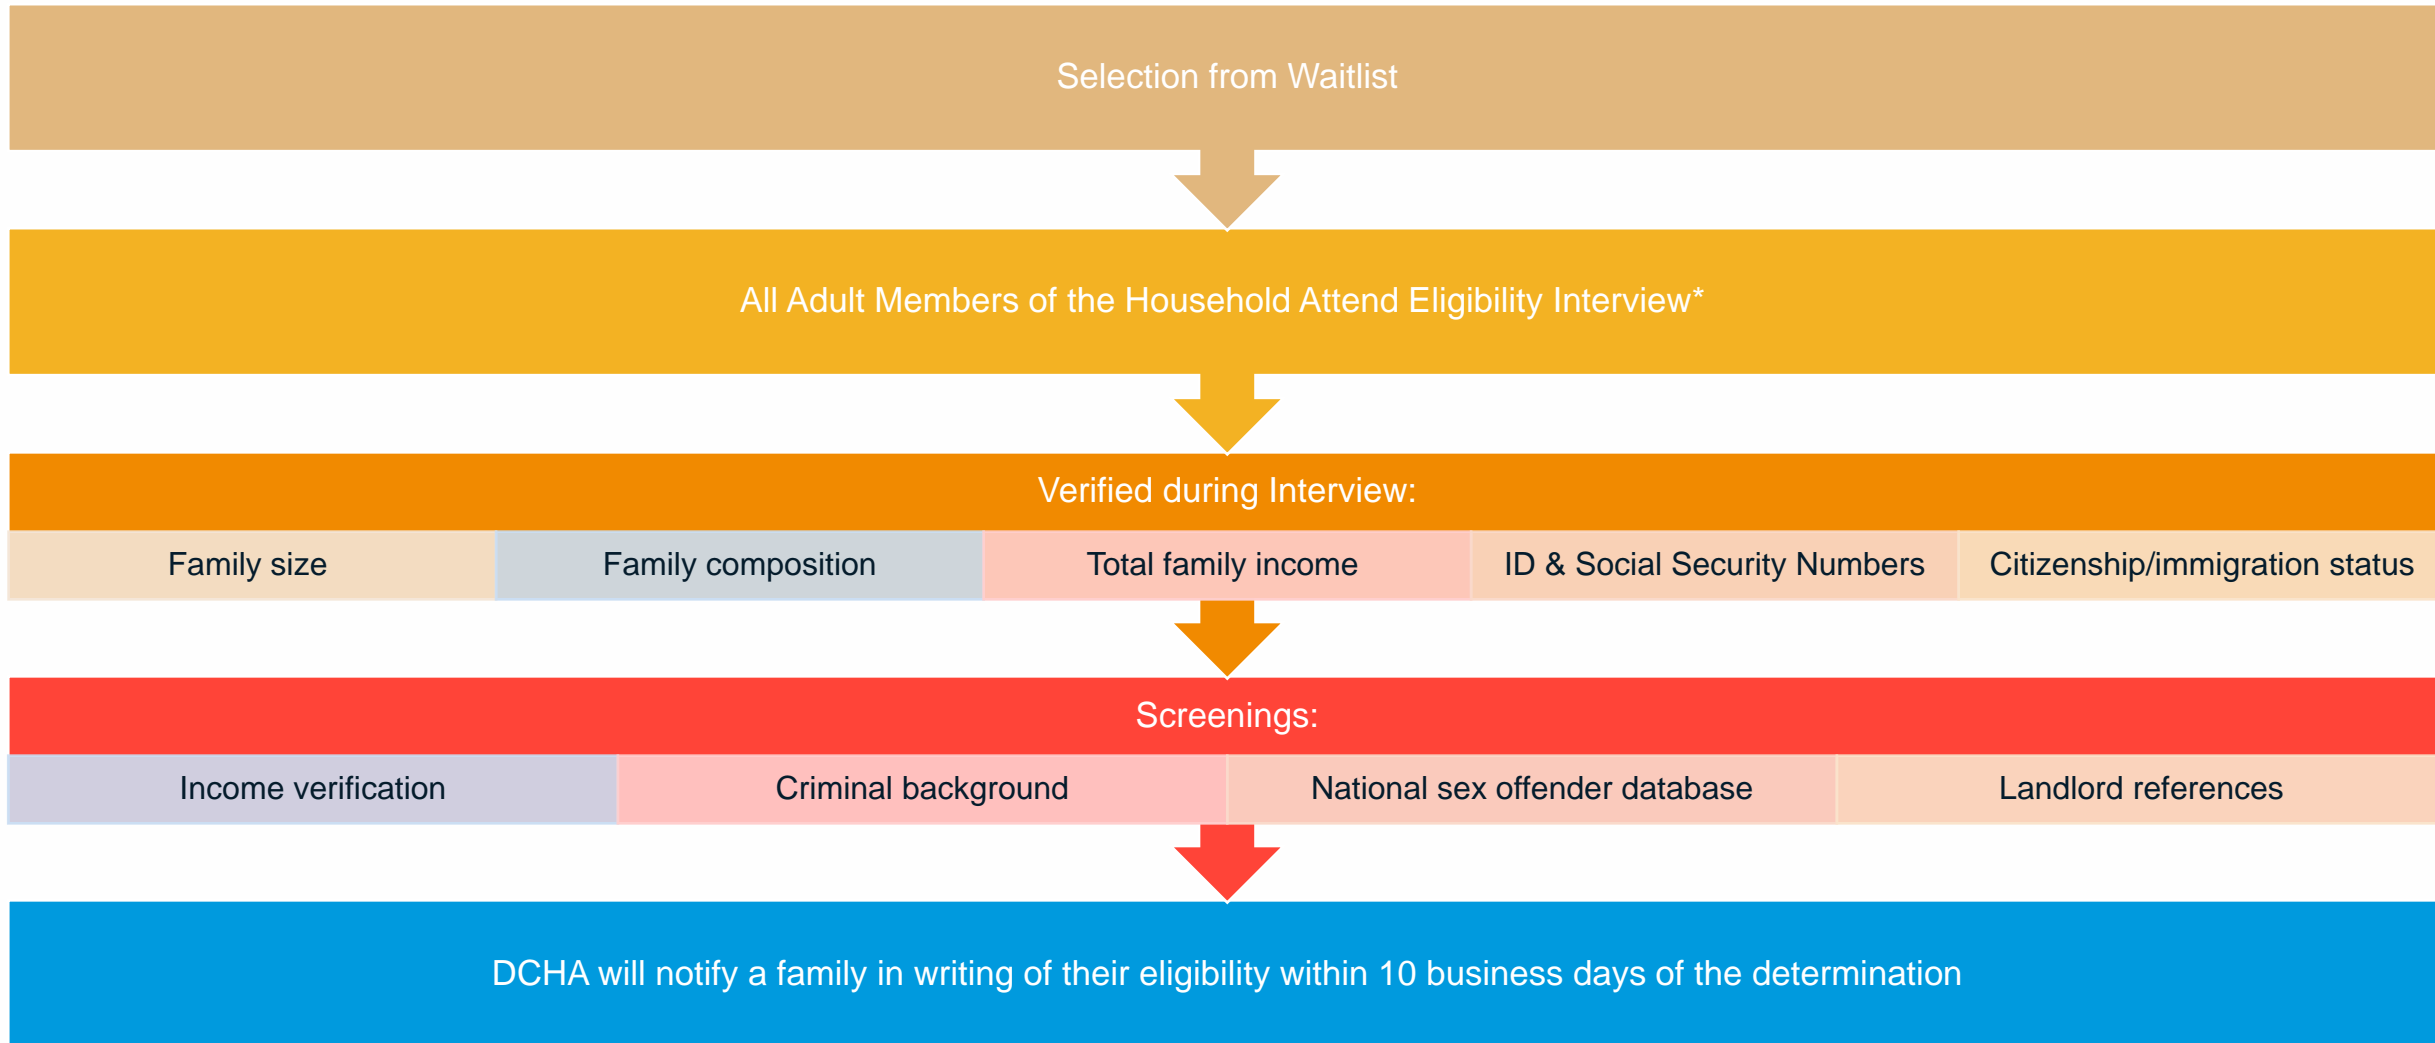 Selection from Waitlist
All Adult Members of the Household Attend Eligibility Interview*
Verified during Interview:
Family size
Family composition
Total family income
ID & Social Security Numbers
Citizenship/immigration status
Screenings:
Income verification
Criminal background
National sex offender database
Landlord references
DCHA will notify a family in writing of their eligibility within 10 business days of the determination